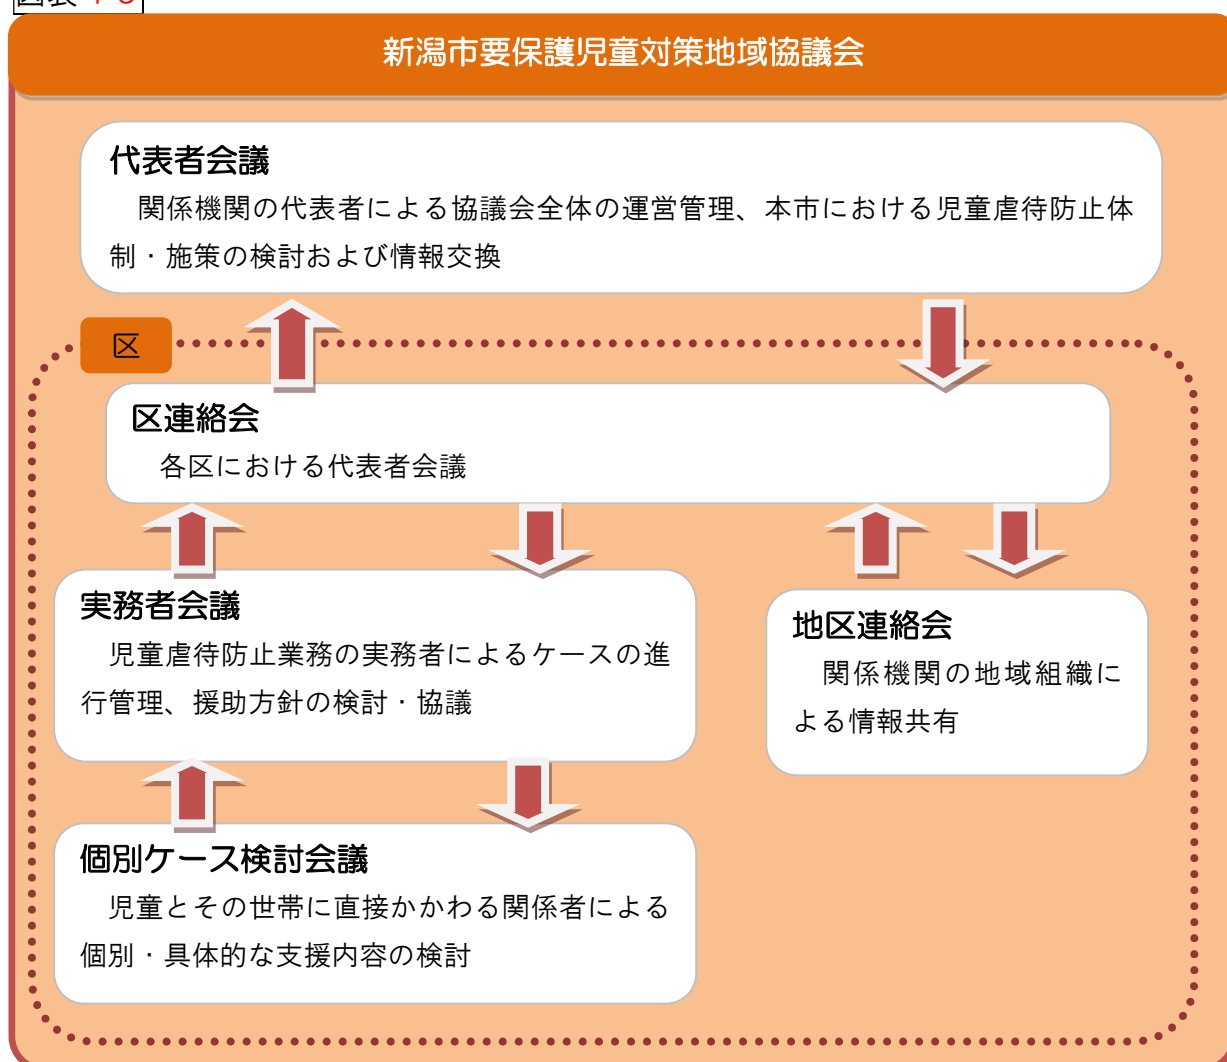 新潟市要保護児童対策地域協議会
代表者会議
関係機関の代表者による協議会全体の運営管理、本市における児童虐待防止体
制・施策の検討および情報交換
区
区連絡会
各区における代表者会議
実務者会議
児童虐待防止業務の実務者によるケースの進
行管理、援助方針の検討・協議
地区連絡会
関係機関の地域組織に
よる情報共有
個別ケース検討会議
児童とその世帯に直接かかわる関係者による
個別・具体的な支援内容の検討